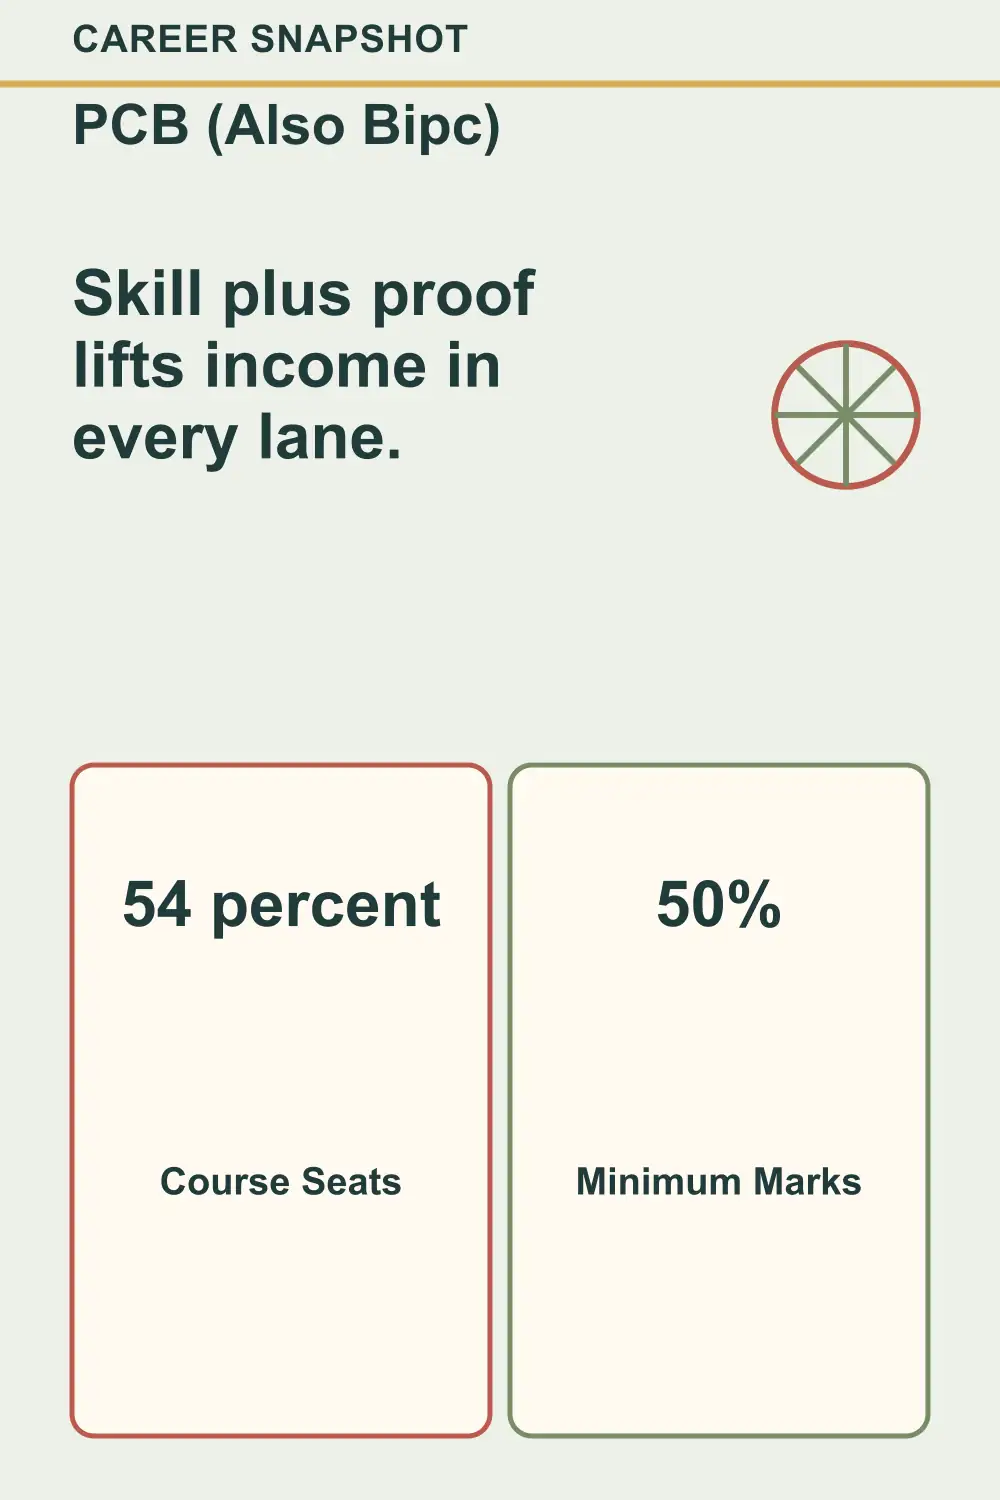 CAREER SNAPSHOT
PCB (Also Bipc)
Skill plus proof
lifts income in
every lane.
54 percent
Course Seats
50%
Minimum Marks